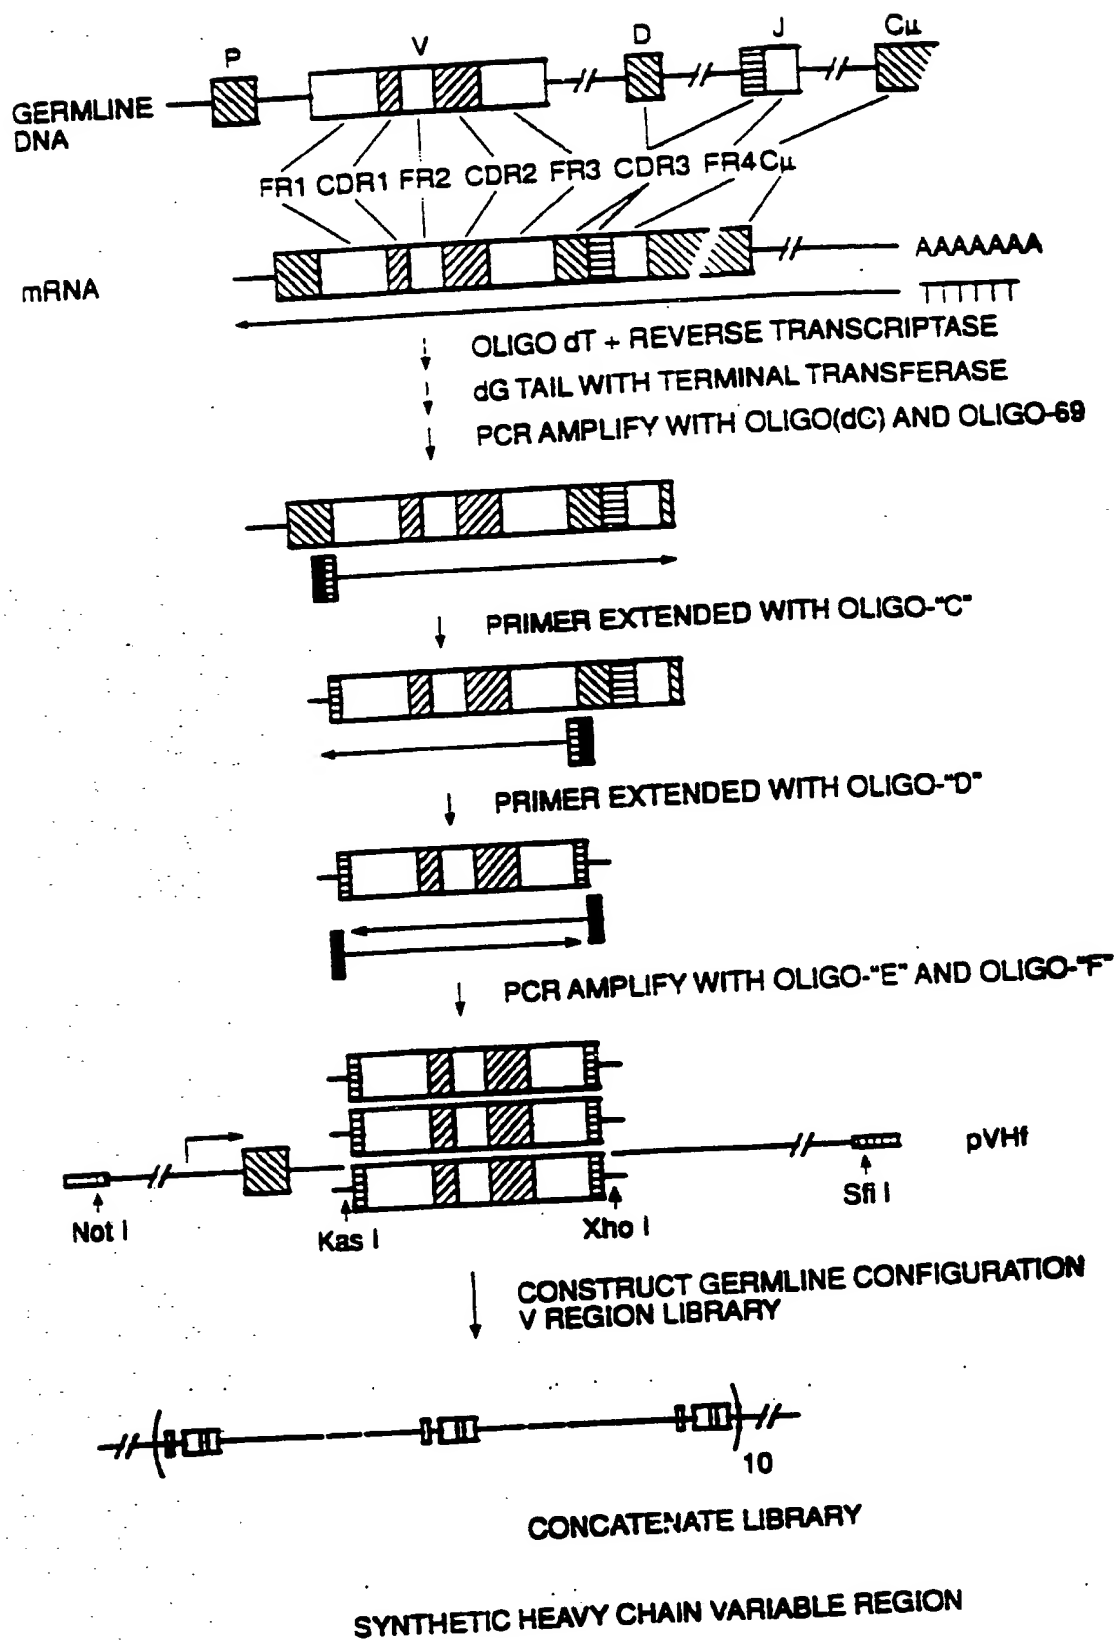 P V D J Cμ
GERMLINE
DNA
FR1 CDR1 FR2 CDR2 FR3 CDR3 FR4 Cμ
mRNA
AAAAAAA
TTTTTT
OLIGO dT + REVERSE TRANSCRIPTASE
dG TAIL WITH TERMINAL TRANSFERASE
PCR AMPLIFY WITH OLIGO(dC) AND OLIGO-69
PRIMER EXTENDED WITH OLIGO-"C"
PRIMER EXTENDED WITH OLIGO-"D"
PCR AMPLIFY WITH OLIGO-"E" AND OLIGO-"F"
pVHf
Not I
Kas I
Xho I
Sfi I
CONSTRUCT GERMLINE CONFIGURATION
V REGION LIBRARY
10
CONCATENATE LIBRARY
SYNTHETIC HEAVY CHAIN VARIABLE REGION